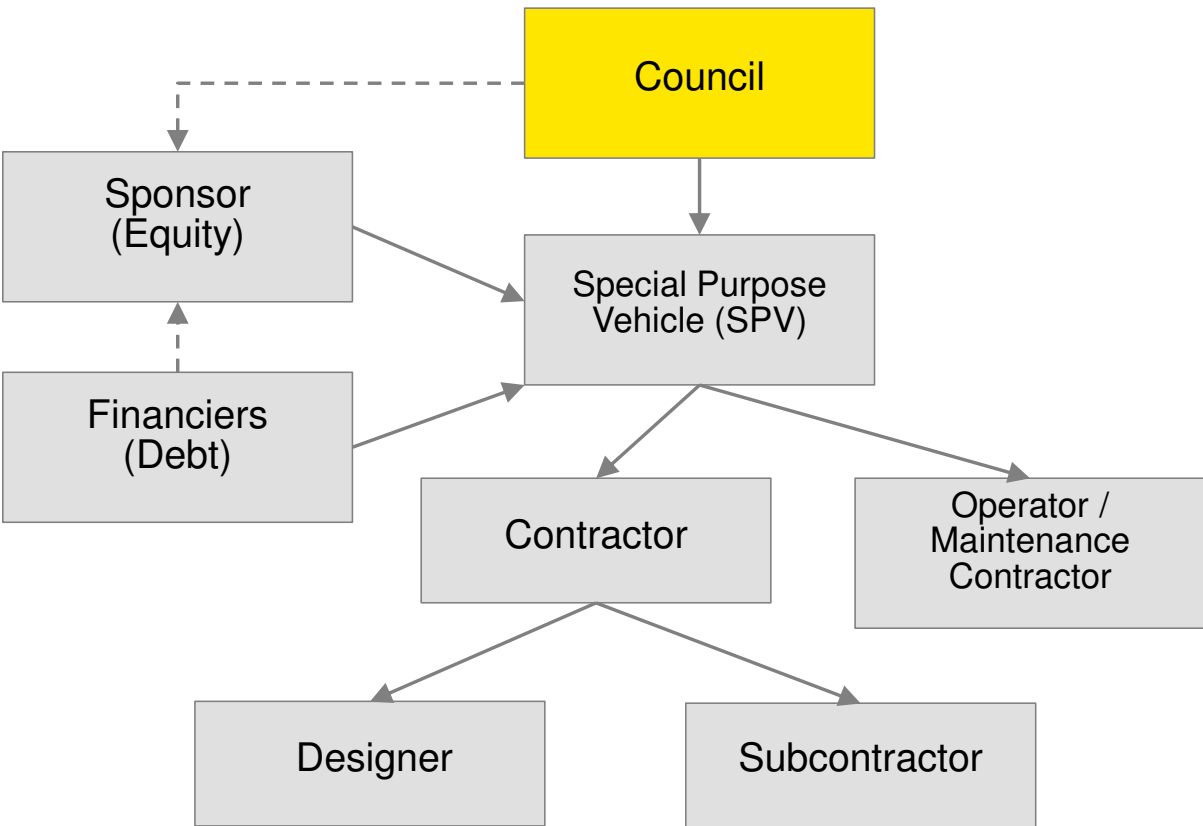 Council
Sponsor
(Equity)
Special Purpose
Vehicle (SPV)
Financiers
(Debt)
Contractor
Operator /
Maintenance
Contractor
Designer
Subcontractor